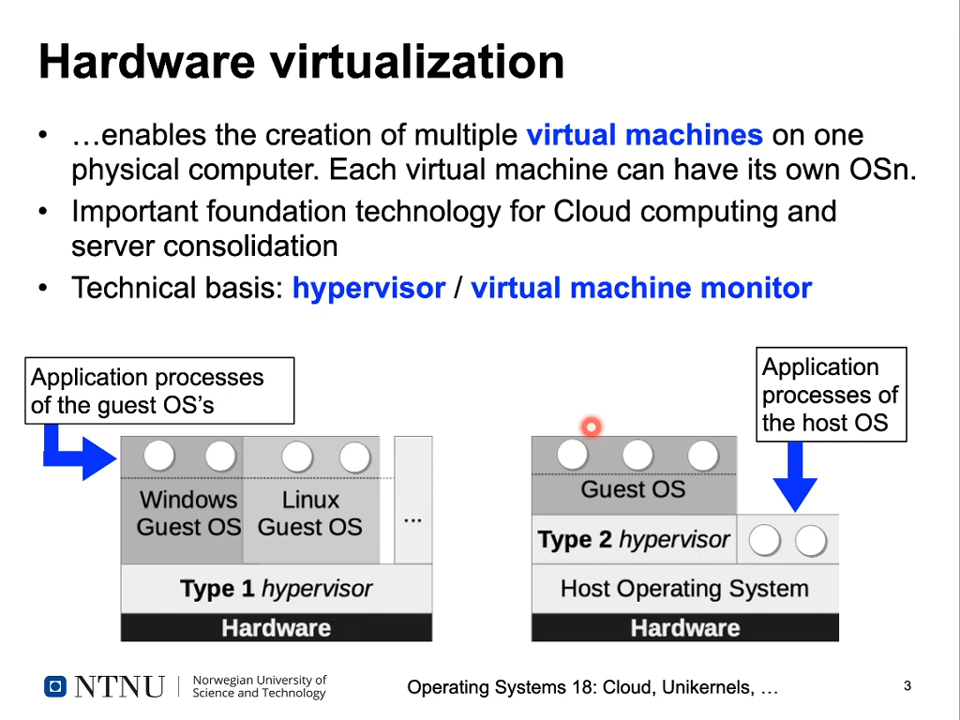 Hardware virtualization
• …enables the creation of multiple virtual machines on one
physical computer. Each virtual machine can have its own OSn.
• Important foundation technology for Cloud computing and
server consolidation
• Technical basis: hypervisor / virtual machine monitor
Application processes
of the guest OS’s
Windows
Guest OS
Linux
Guest OS
...
Type 1 hypervisor
Hardware
Application
processes of
the host OS
Guest OS
Type 2 hypervisor
Host Operating System
Hardware
NTNU
Norwegian University of
Science and Technology
Operating Systems 18: Cloud, Unikernels, …
3